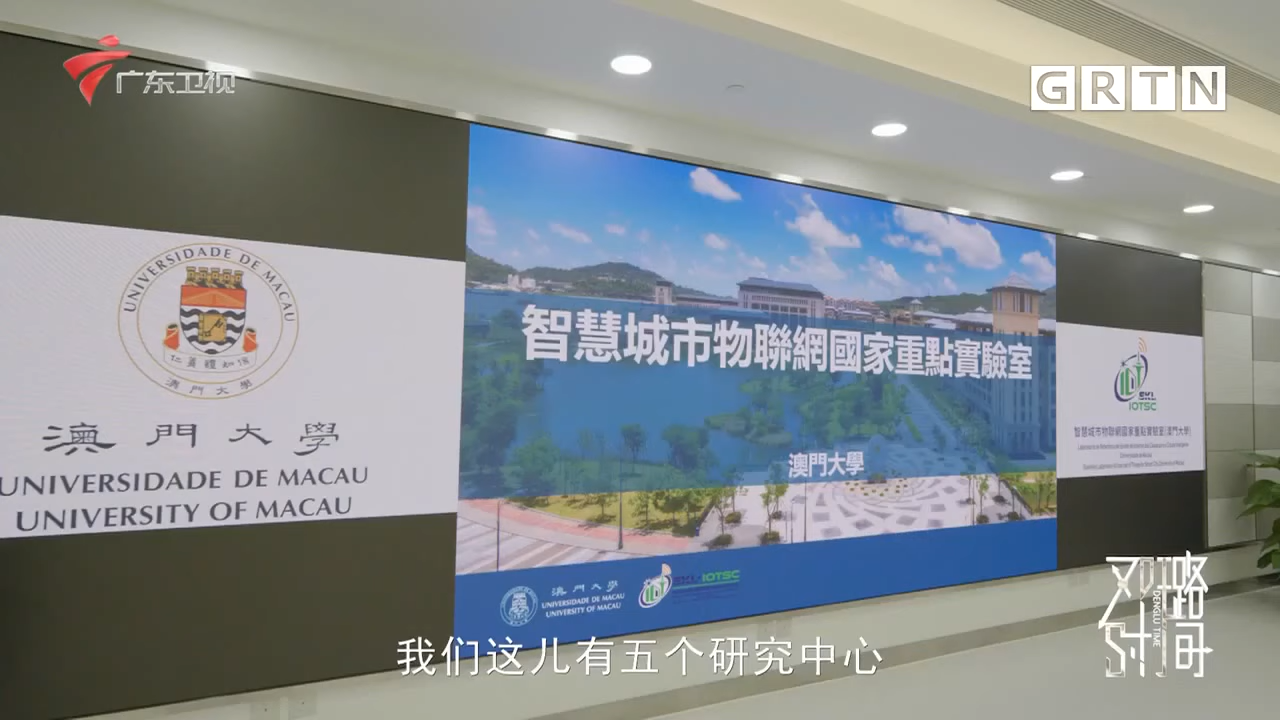 广东卫视
GRTN
UNIVERSIDADE DE MACAU
仁義禮知信
澳門大學
澳門大學
UNIVERSIDADE DE MACAU
UNIVERSITY OF MACAU
智慧城市物聯網國家重點實驗室
澳門大學
澳門大學
UNIVERSIDADE DE MACAU
UNIVERSITY OF MACAU
SKL-IOTSC
SKL
IOTSC
智慧城市物聯網國家重點實驗室(澳門大學)
DENGLU TIME
我们这儿有五个研究中心